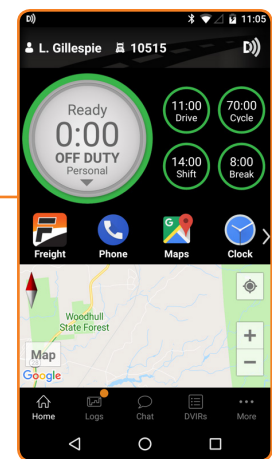 D)) 11:05
L. Gillespie 10515 D))
Ready
0:00
OFF DUTY
Personal
11:00
Drive
70:00
Cycle
14:00
Shift
8:00
Break
Freight Phone Maps Clock
Woodhull
State Forest
Map
+
−
Google
Home Logs Chat DVIRs More